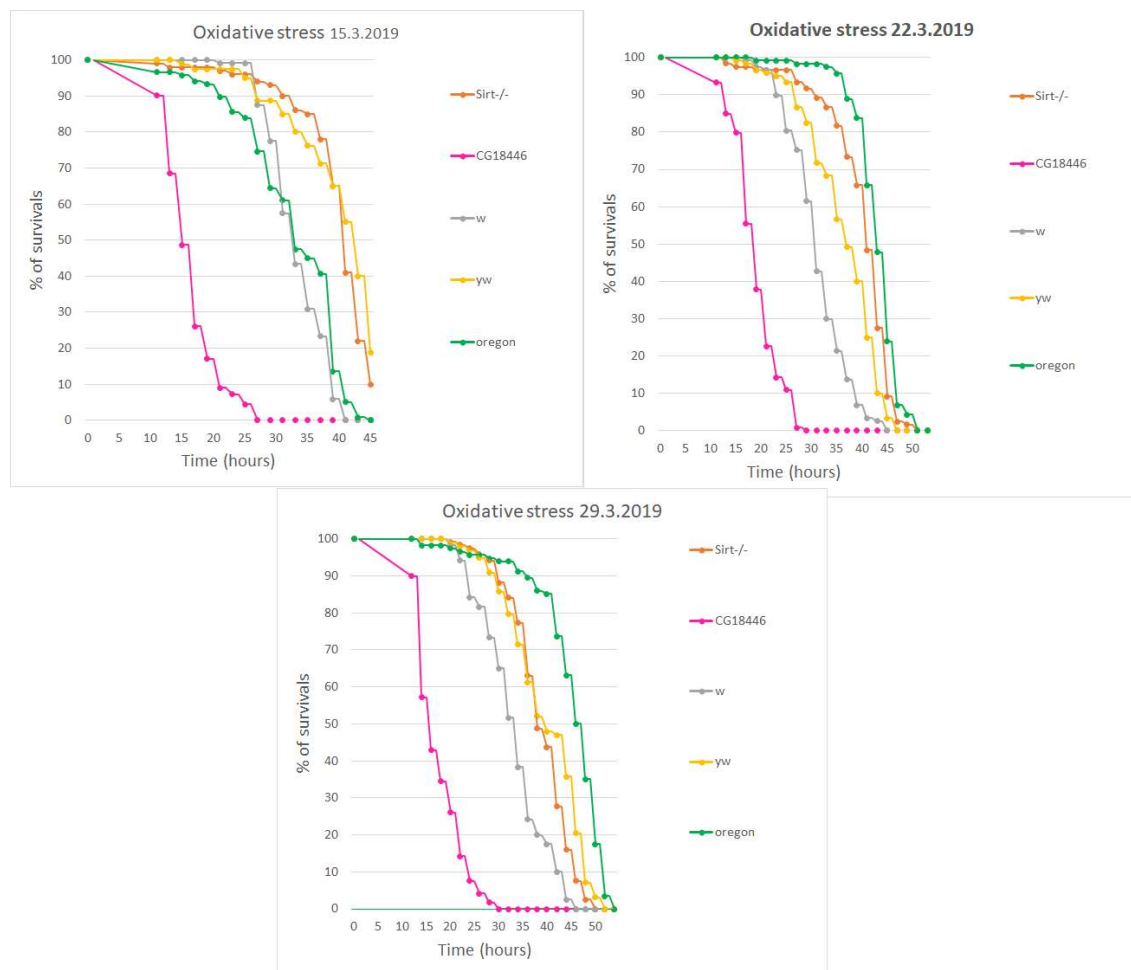 Oxidative stress 15.3.2019
% of survivals
100
90
80
70
60
50
40
30
20
10
0
0 5 10 15 20 25 30 35 40 45
Time (hours)
Sirt-/-
CG18446
w
yw
oregon
Oxidative stress 22.3.2019
% of survivals
100
90
80
70
60
50
40
30
20
10
0
0 5 10 15 20 25 30 35 40 45 50
Time (hours)
Sirt-/-
CG18446
w
yw
oregon
Oxidative stress 29.3.2019
% of survivals
100
90
80
70
60
50
40
30
20
10
0
0 5 10 15 20 25 30 35 40 45 50
Time (hours)
Sirt-/-
CG18446
w
yw
oregon